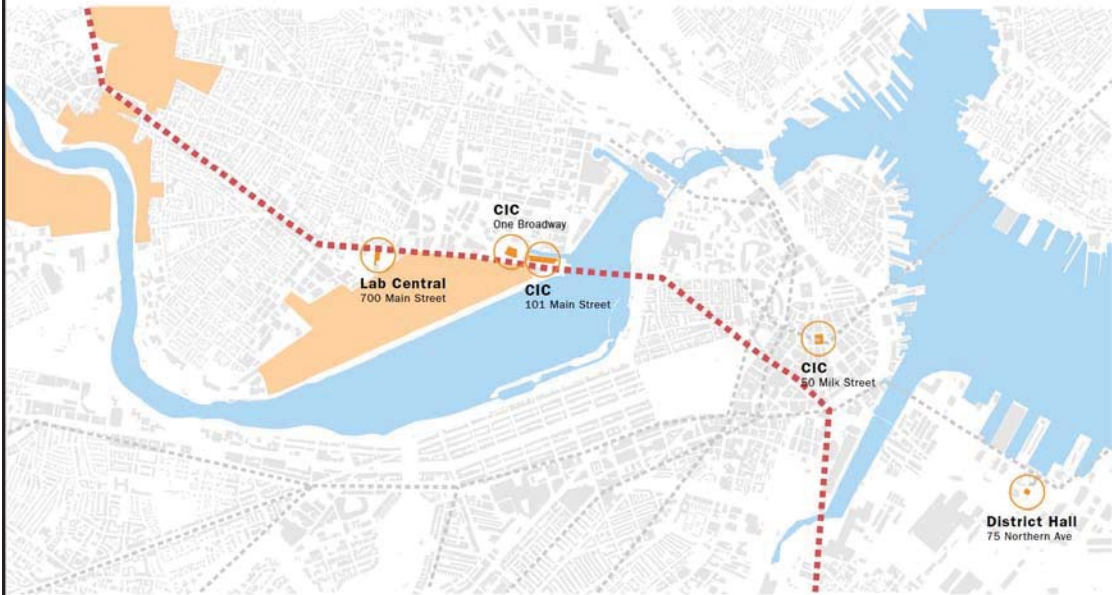 CIC
One Broadway
Lab Central
700 Main Street
CIC
101 Main Street
CIC
50 Milk Street
District Hall
75 Northern Ave